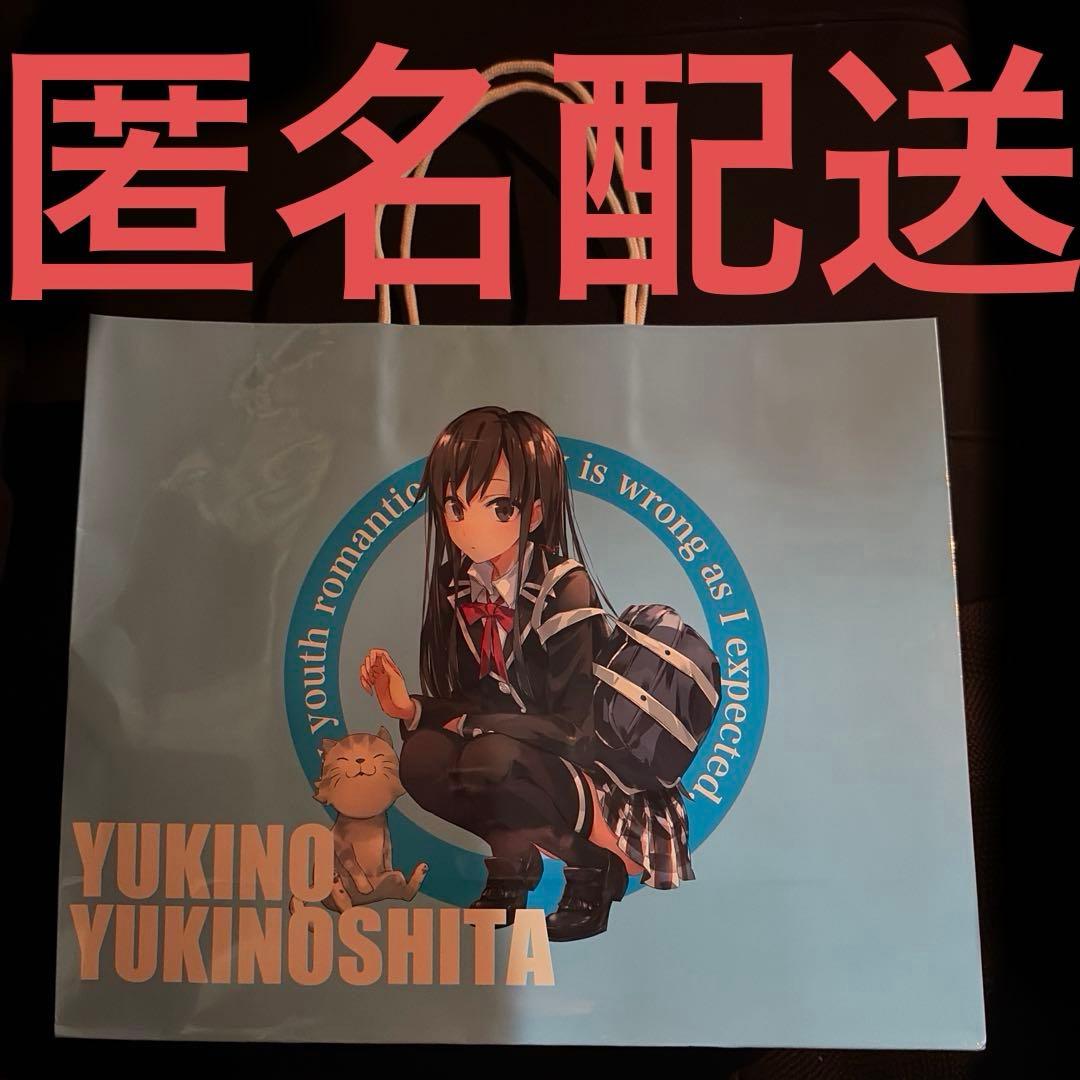 匿名配送
youth romantic
is wrong as I expected.
YUKINO
YUKINOSHITA